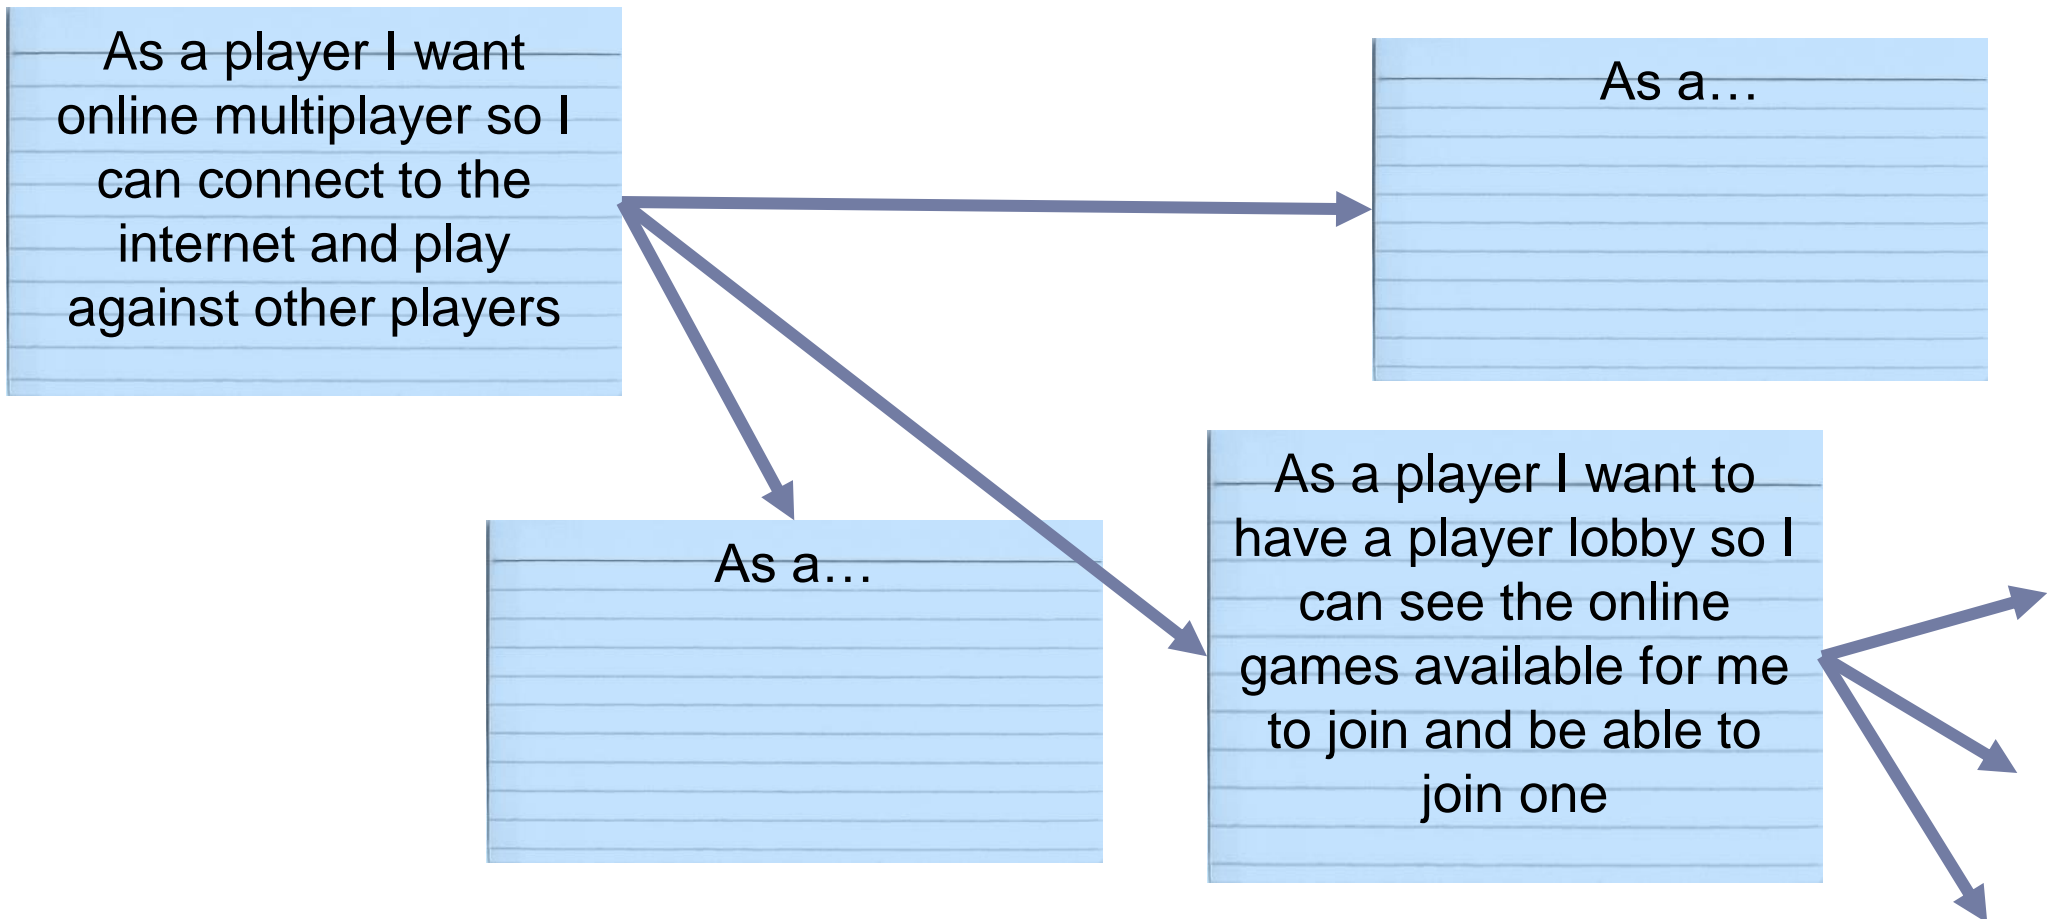 As a player I want
online multiplayer so I
can connect to the
internet and play
against other players
As a…
As a…
As a player I want to
have a player lobby so I
can see the online
games available for me
to join and be able to
join one